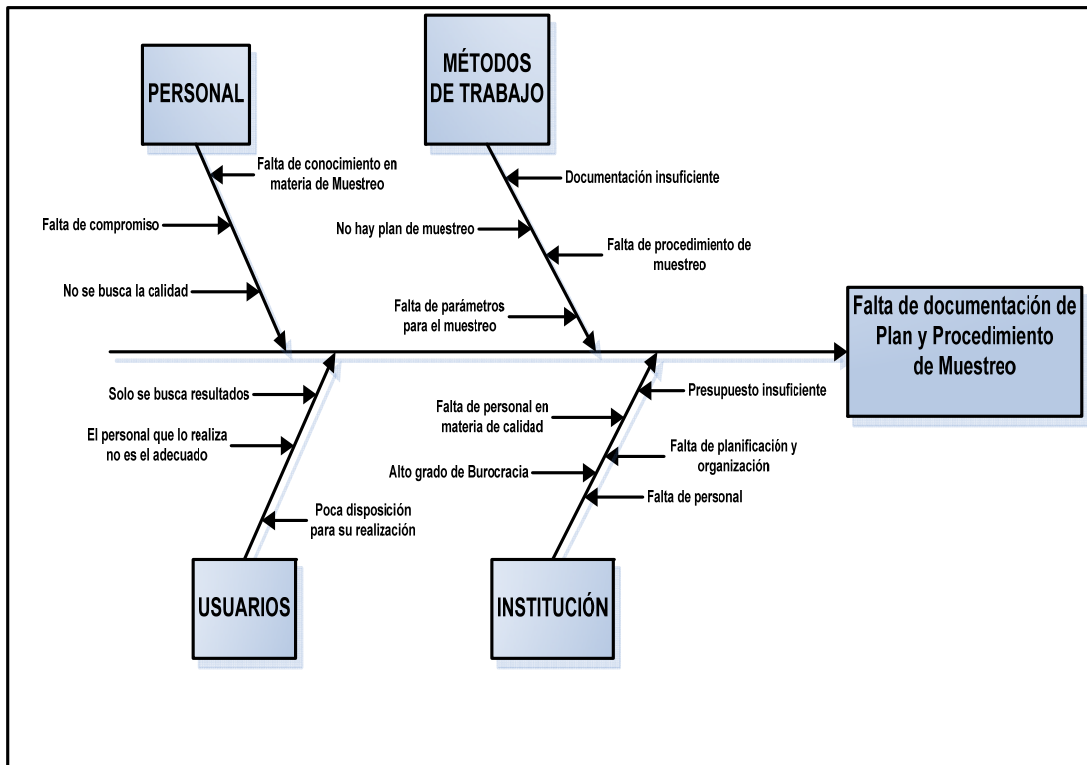 PERSONAL
MÉTODOS
DE TRABAJO
Falta de conocimiento en
materia de Muestreo
Falta de compromiso
No se busca la calidad
Documentación insuficiente
No hay plan de muestreo
Falta de procedimiento de
muestreo
Falta de parámetros
para el muestreo
Falta de documentación de
Plan y Procedimiento
de Muestreo
Solo se busca resultados
El personal que lo realiza
no es el adecuado
Poca disposición
para su realización
Presupuesto insuficiente
Falta de personal en
materia de calidad
Falta de planificación y
organización
Alto grado de Burocracia
Falta de personal
USUARIOS
INSTITUCIÓN